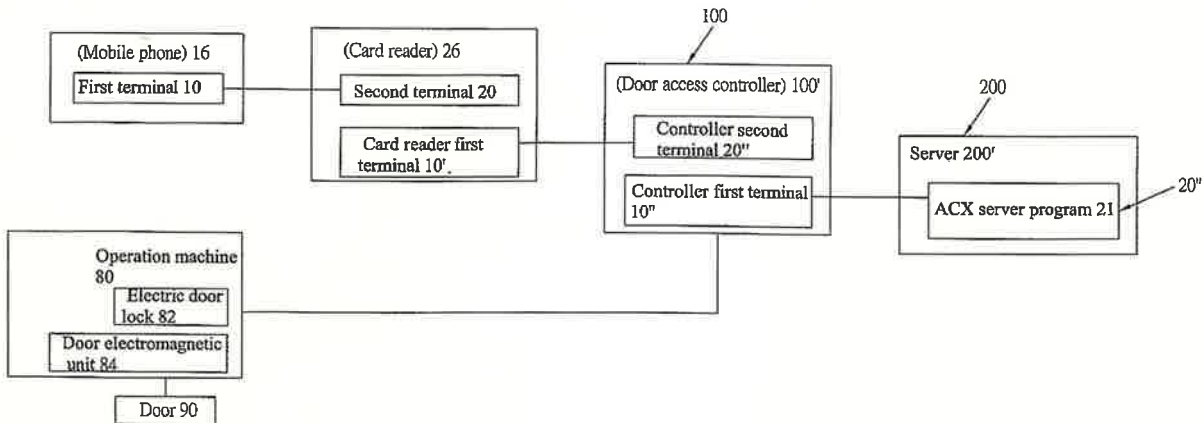 (Mobile phone) 16
First terminal 10
(Card reader) 26
Second terminal 20
Card reader first
terminal 10'.
100
(Door access controller) 100'
Controller second
terminal 20"
Controller first terminal
10"
200
Server 200'
ACX server program 21
20"
Operation machine
80
Electric door
lock 82
Door electromagnetic
unit 84
Door 90